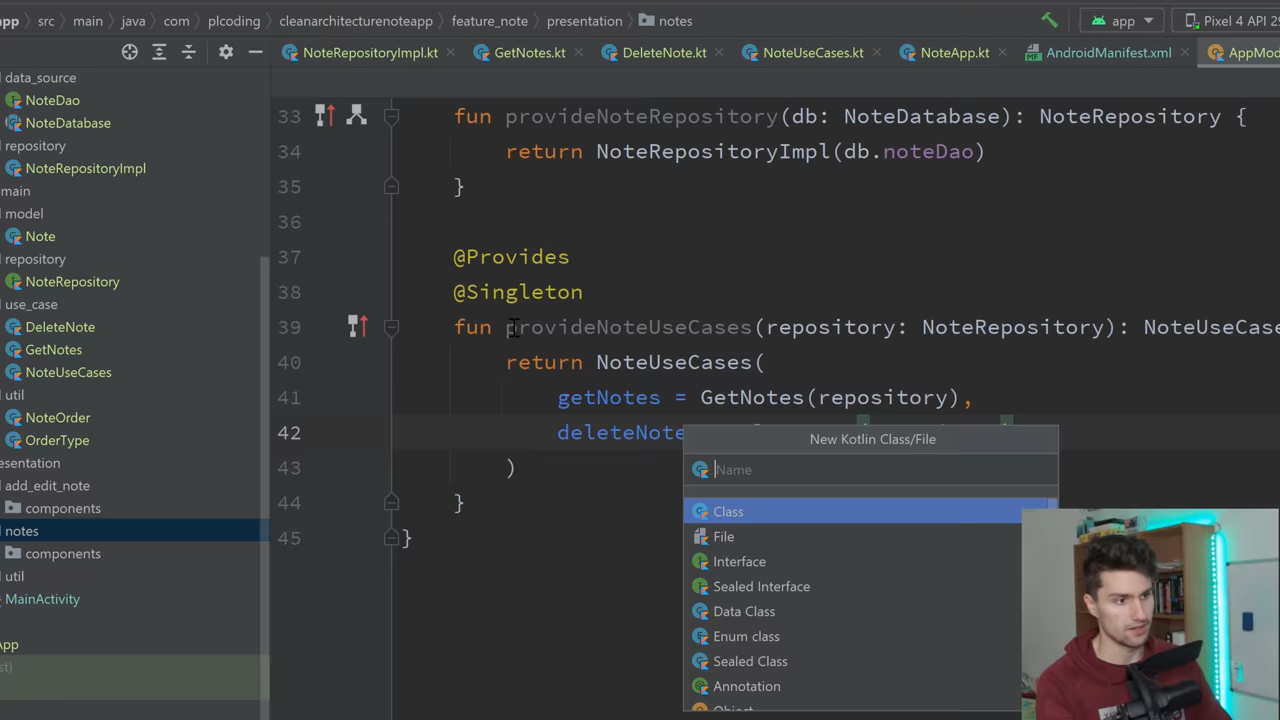 app
src
main
java
com
plcoding
cleanarchitecturenoteapp
feature_note
presentation
notes
app
Pixel 4 API 29
NoteRepositoryImpl.kt
GetNotes.kt
DeleteNote.kt
NoteUseCases.kt
NoteApp.kt
AndroidManifest.xml
AppMod
data_source
NoteDao
NoteDatabase
repository
NoteRepositoryImpl
main
model
Note
repository
NoteRepository
use_case
DeleteNote
GetNotes
NoteUseCases
util
NoteOrder
OrderType
esentation
add_edit_note
components
notes
components
util
MainActivity
App
st)
33 fun provideNoteRepository(db: NoteDatabase): NoteRepository {
34 return NoteRepositoryImpl(db.noteDao)
35 }
36
37 @Provides
38 @Singleton
39 fun provideNoteUseCases(repository: NoteRepository): NoteUseCase
40 return NoteUseCases(
41 getNotes = GetNotes(repository),
42 deleteNote
43 )
44 }
45 }
New Kotlin Class/File
Name
Class
File
Interface
Sealed Interface
Data Class
Enum class
Sealed Class
Annotation
Object